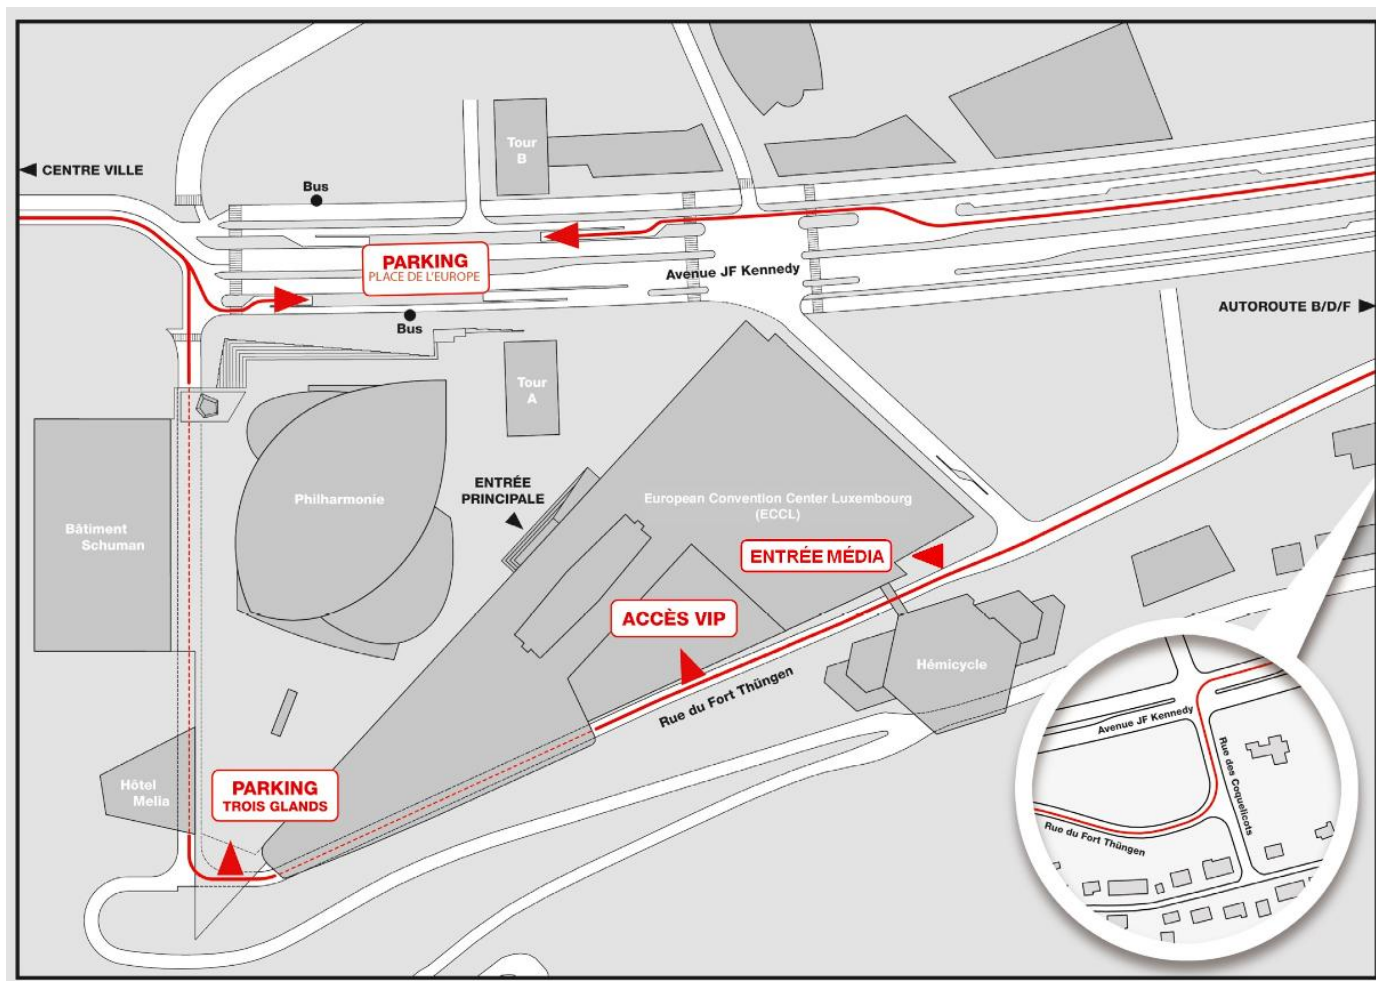 Tour
B
CENTRE VILLE
Bus
PARKING
PLACE DE L'EUROPE
Avenue JF Kennedy
AUTOROUTE B/D/F
Bus
Tour
A
ENTRÉE
PRINCIPALE
Philharmonie
European Convention Center Luxembourg
(ECCL)
Bâtiment
Schuman
ENTRÉE MÉDIA
ACCÈS VIP
Hémicycle
Rue du Fort Thüngen
Avenue JF Kennedy
Rue des Coquelicots
Rue du Fort Thüngen
Hôtel
Melia
PARKING
TROIS GLANDS